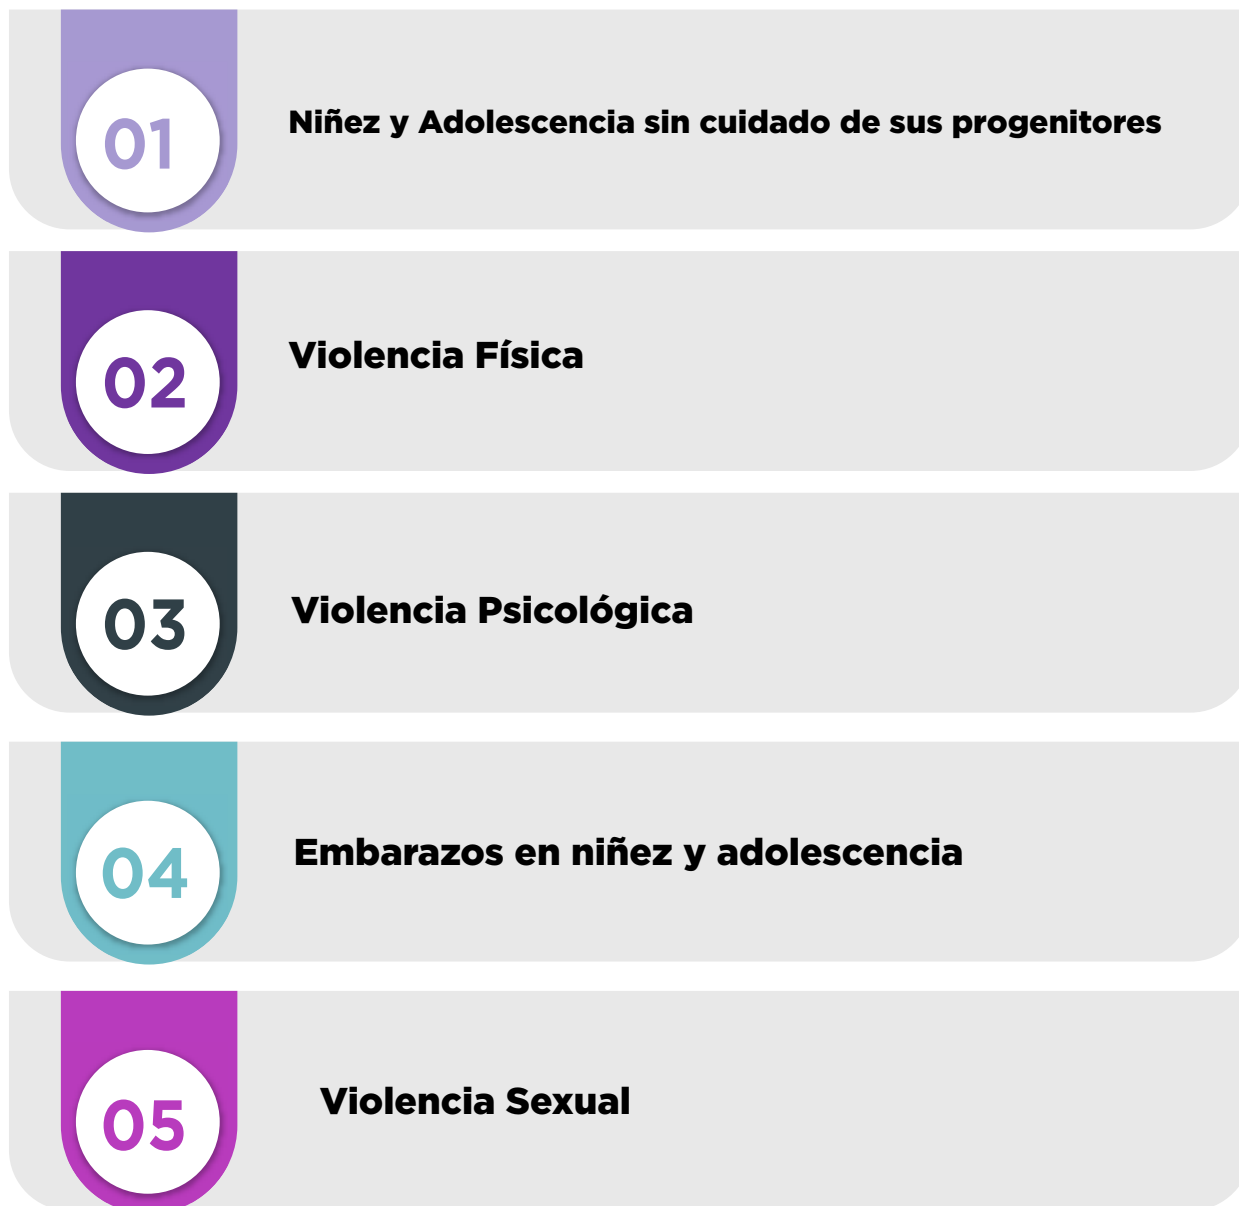 01
Niñez y Adolescencia sin cuidado de sus progenitores
02
Violencia Física
03
Violencia Psicológica
04
Embarazos en niñez y adolescencia
05
Violencia Sexual